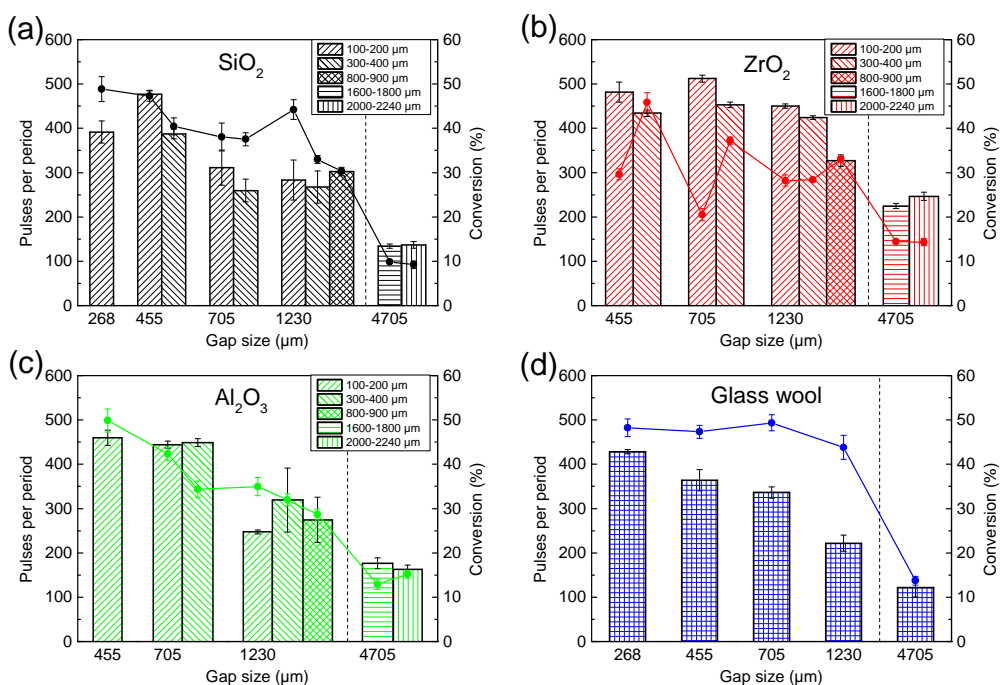 (a)
SiO2
100-200 μm
300-400 μm
800-900 μm
1600-1800 μm
2000-2240 μm
Pulses per period
0
100
200
300
400
500
600
Conversion (%)
0
10
20
30
40
50
60
268 455 705 1230 4705
Gap size (μm)
(b)
ZrO2
100-200 μm
300-400 μm
800-900 μm
1600-1800 μm
2000-2240 μm
Pulses per period
0
100
200
300
400
500
600
Conversion (%)
0
10
20
30
40
50
60
455 705 1230 4705
Gap size (μm)
(c)
Al2O3
100-200 μm
300-400 μm
800-900 μm
1600-1800 μm
2000-2240 μm
Pulses per period
0
100
200
300
400
500
600
Conversion (%)
0
10
20
30
40
50
60
455 705 1230 4705
Gap size (μm)
(d)
Glass wool
Pulses per period
0
100
200
300
400
500
600
Conversion (%)
0
10
20
30
40
50
60
268 455 705 1230 4705
Gap size (μm)